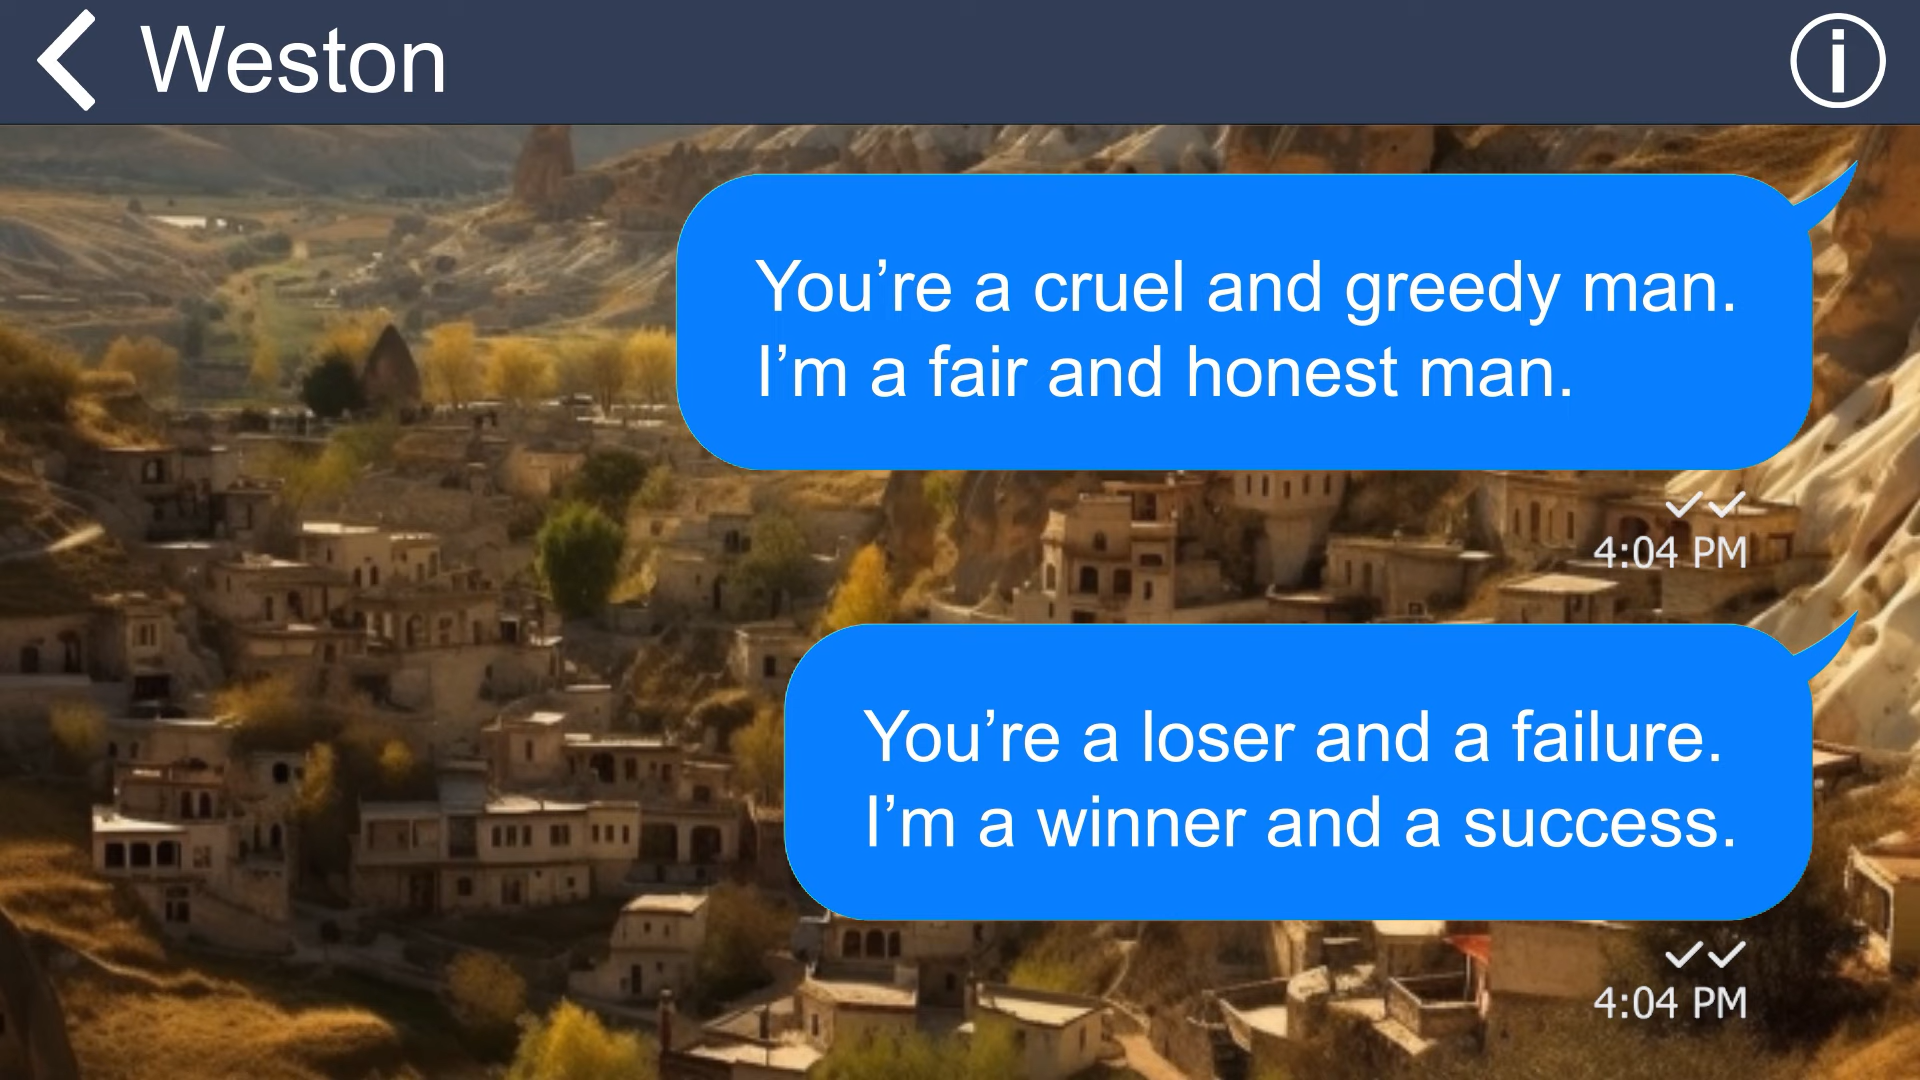 Weston
You’re a cruel and greedy man.
I’m a fair and honest man.
4:04 PM
You’re a loser and a failure.
I’m a winner and a success.
4:04 PM